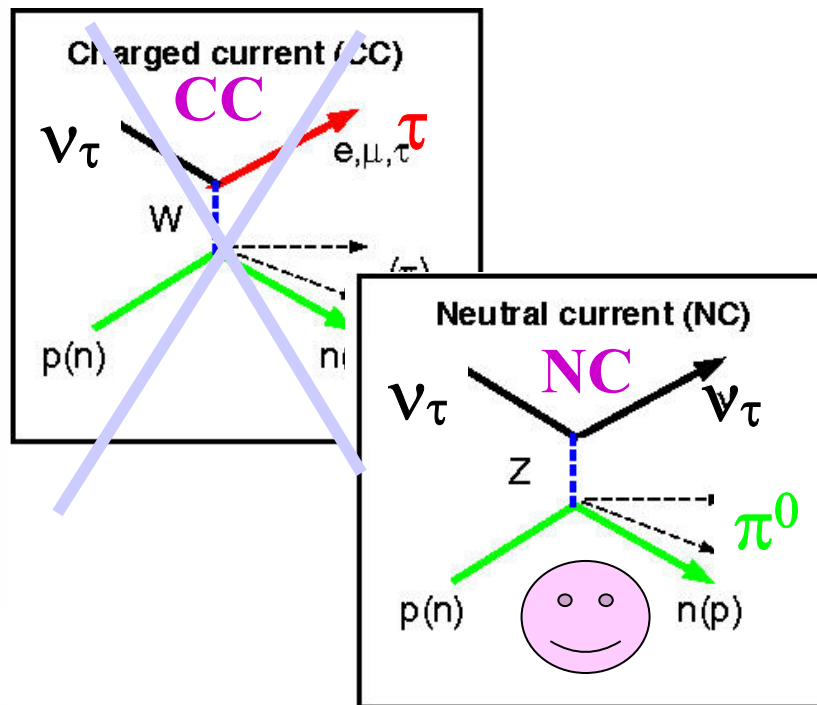 Charged current (CC)
CC
ντ
e,μ,τ τ
W
p(n)
n(
Neutral current (NC)
NC
ντ
ντ
Z
π⁰
p(n)
n(p)